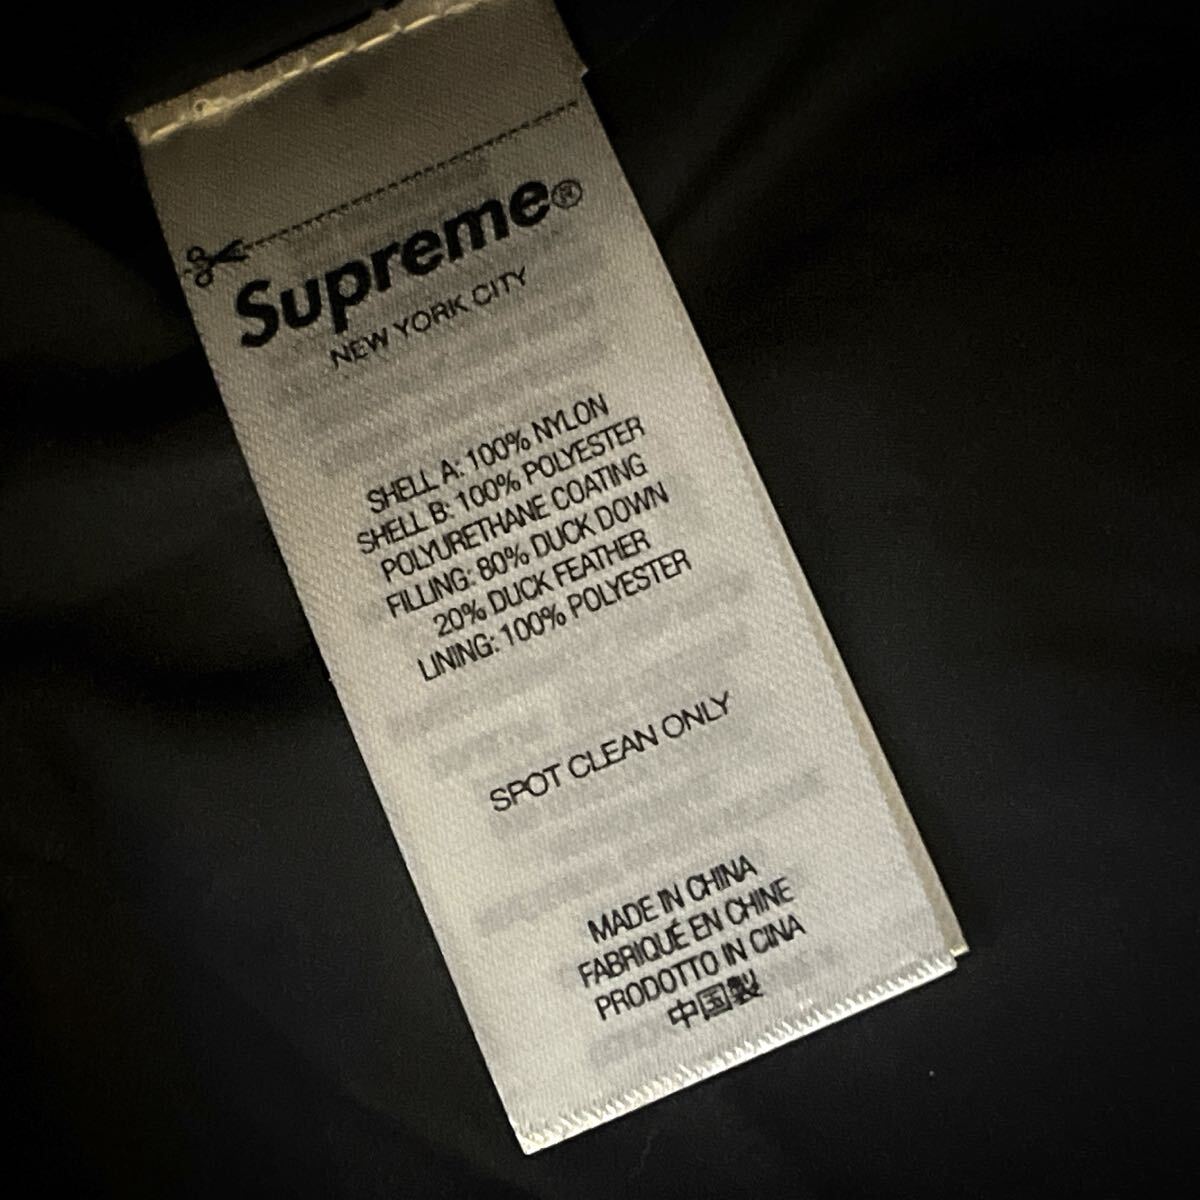 Supreme®
NEW YORK CITY
SHELL A: 100% NYLON
SHELL B: 100% POLYESTER
POLYURETHANE COATING
FILLING: 80% DUCK DOWN
20% DUCK FEATHER
LINING: 100% POLYESTER
SPOT CLEAN ONLY
MADE IN CHINA
FABRIQUÉ EN CHINE
PRODOTTO IN CINA
中国製